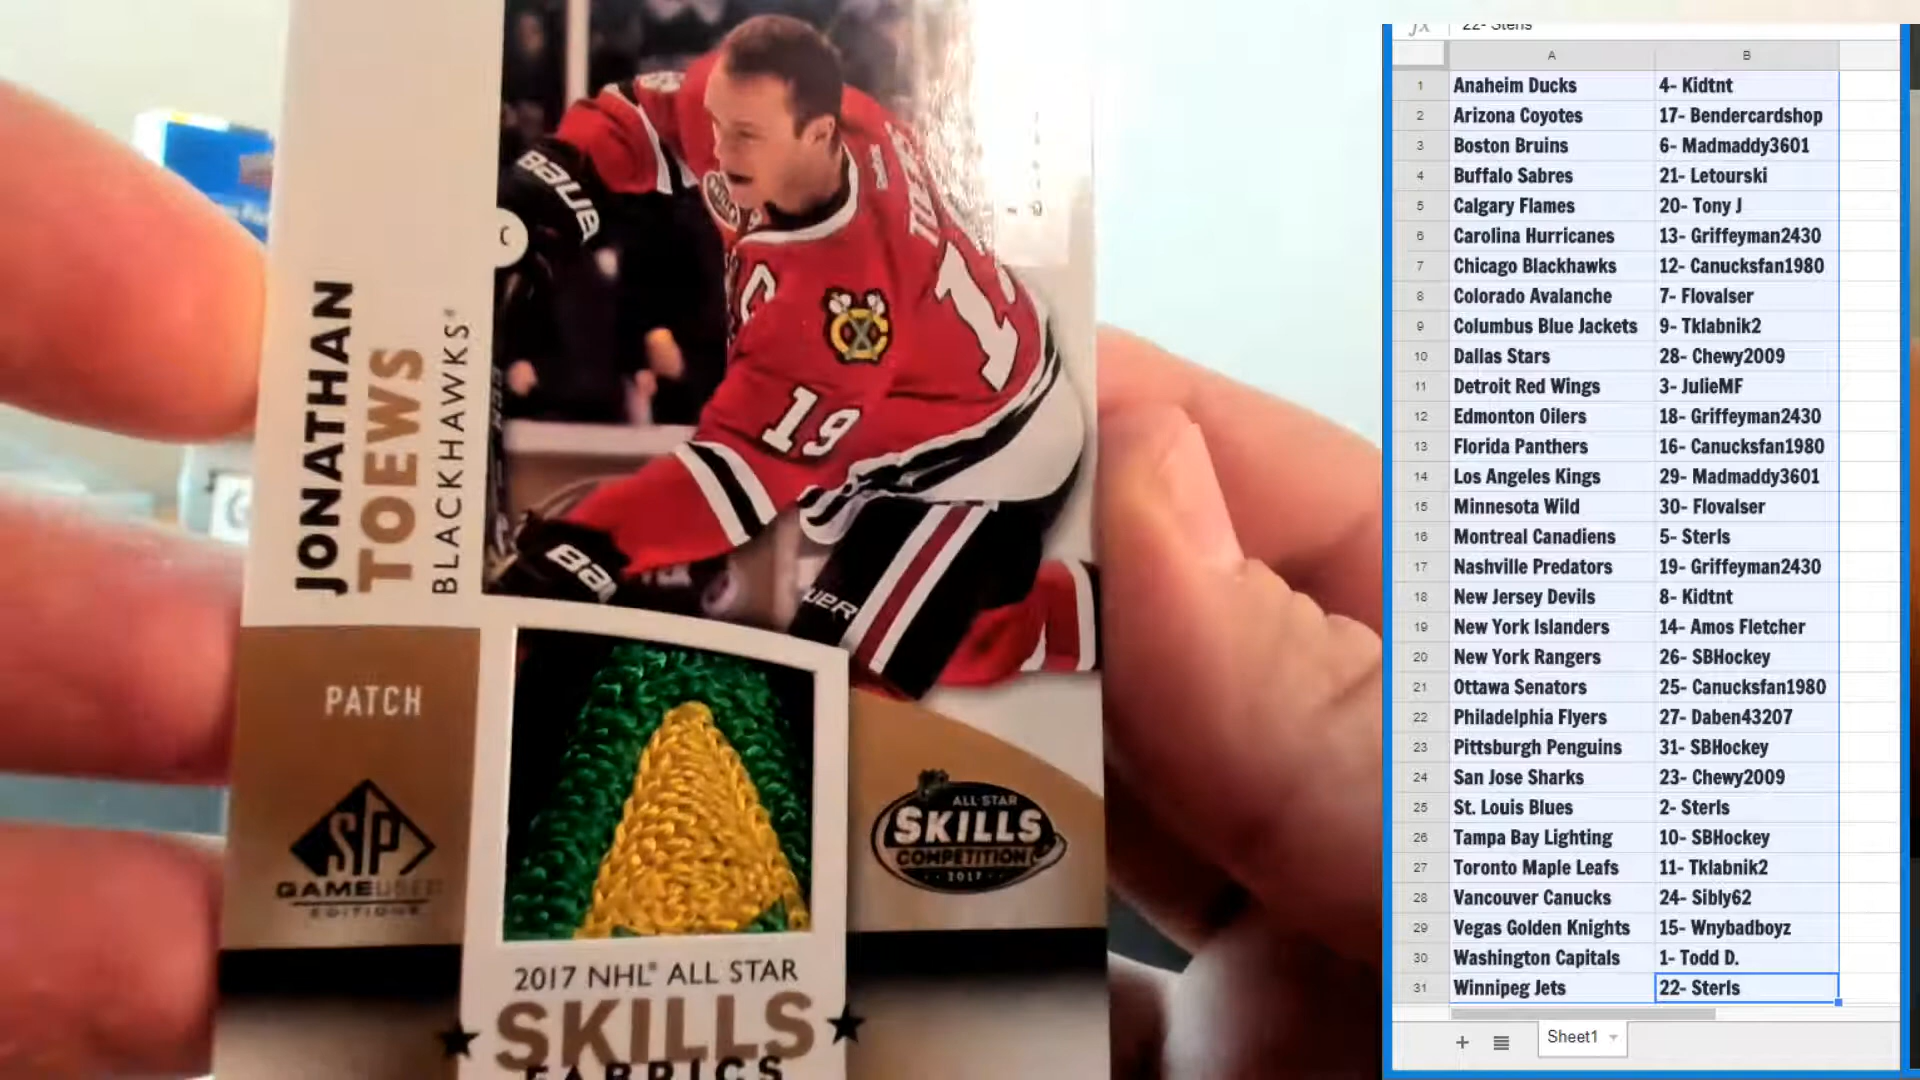 JONATHAN
TOEWS
BLACKHAWKS
BAUER
C
TOEWS
C
19
19
PATCH
SP
GAME USED
EDITIONS
ALL STAR
SKILLS
COMPETITION
2017
2017 NHL® ALL STAR
SKILLS
FABRICS
fx 22- Sterls
A B
1 Anaheim Ducks 4- Kidtnt
2 Arizona Coyotes 17- Bendercardshop
3 Boston Bruins 6- Madmaddy3601
4 Buffalo Sabres 21- Letourski
5 Calgary Flames 20- Tony J
6 Carolina Hurricanes 13- Griffeyman2430
7 Chicago Blackhawks 12- Canucksfan1980
8 Colorado Avalanche 7- Flovalser
9 Columbus Blue Jackets 9- Tklabnik2
10 Dallas Stars 28- Chewy2009
11 Detroit Red Wings 3- JulieMF
12 Edmonton Oilers 18- Griffeyman2430
13 Florida Panthers 16- Canucksfan1980
14 Los Angeles Kings 29- Madmaddy3601
15 Minnesota Wild 30- Flovalser
16 Montreal Canadiens 5- Sterls
17 Nashville Predators 19- Griffeyman2430
18 New Jersey Devils 8- Kidtnt
19 New York Islanders 14- Amos Fletcher
20 New York Rangers 26- SBHockey
21 Ottawa Senators 25- Canucksfan1980
22 Philadelphia Flyers 27- Daben43207
23 Pittsburgh Penguins 31- SBHockey
24 San Jose Sharks 23- Chewy2009
25 St. Louis Blues 2- Sterls
26 Tampa Bay Lighting 10- SBHockey
27 Toronto Maple Leafs 11- Tklabnik2
28 Vancouver Canucks 24- Sibly62
29 Vegas Golden Knights 15- Wnybadboyz
30 Washington Capitals 1- Todd D.
31 Winnipeg Jets 22- Sterls
Sheet1